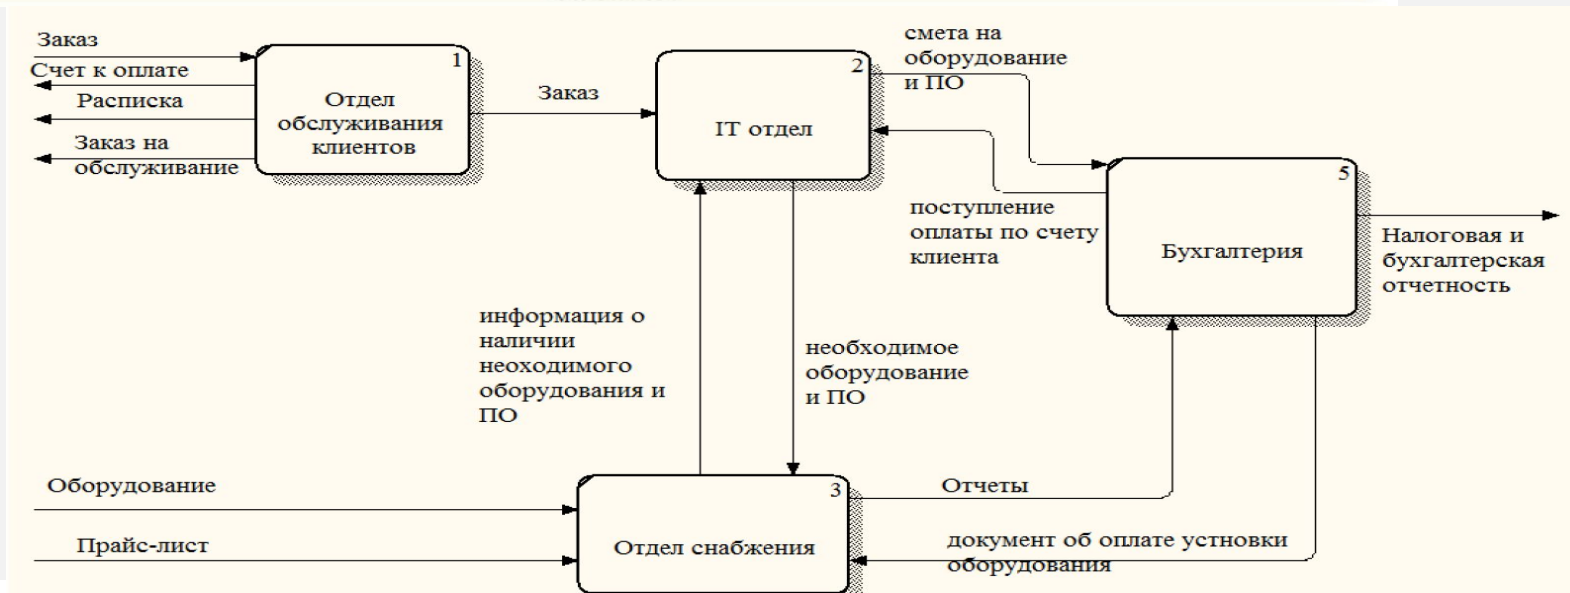 Заказ
Счет к оплате
Расписка
Заказ на
обслуживание
1
Отдел
обслуживания
клиентов
Заказ
2
IT отдел
смета на
оборудование
и ПО
поступление
оплаты по счету
клиента
5
Бухгалтерия
Налоговая и
бухгалтерская
отчетность
информация о
наличии
неоходимого
оборудования и
ПО
необходимое
оборудование
и ПО
Оборудование
Прайс-лист
3
Отдел снабжения
Отчеты
документ об оплате устновки
оборудования